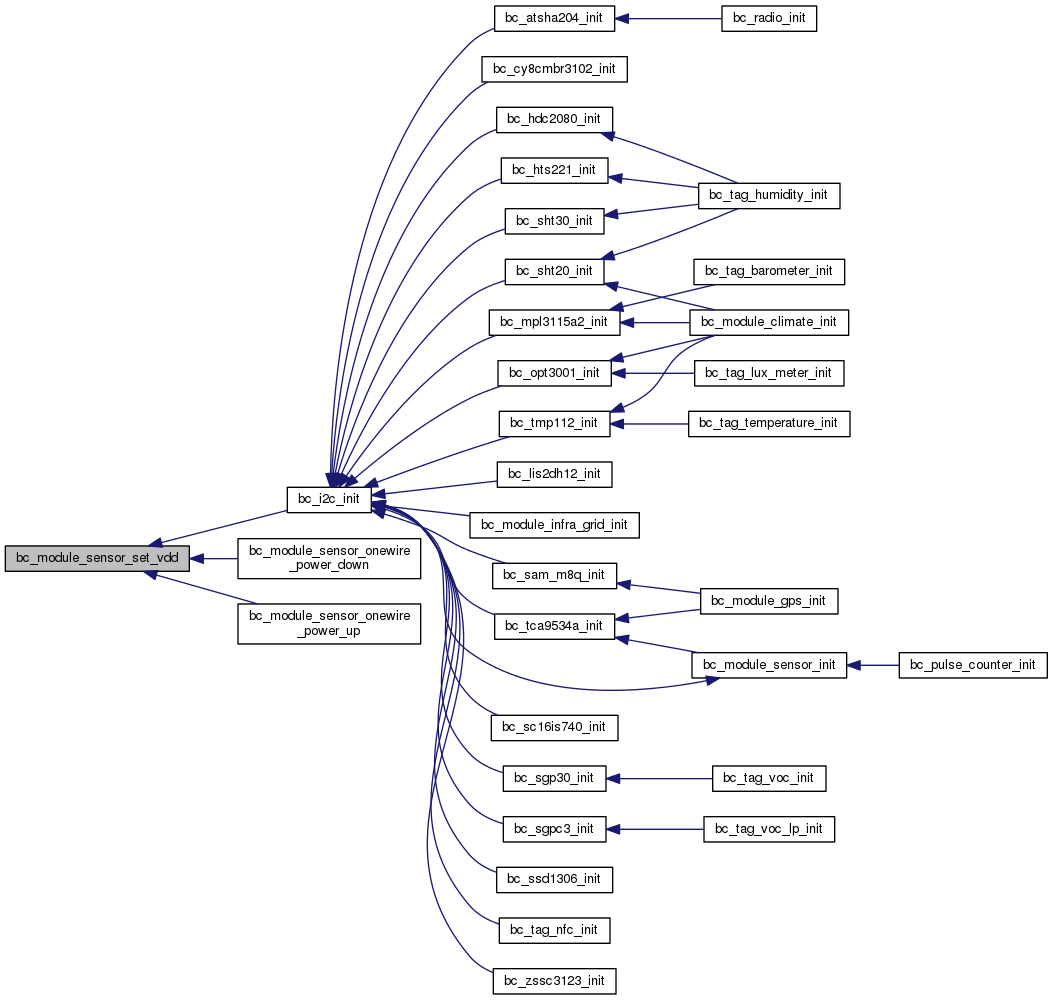 bc_atsha204_init
bc_radio_init
bc_cy8cmbr3102_init
bc_hdc2080_init
bc_hts221_init
bc_tag_humidity_init
bc_sht30_init
bc_sht20_init
bc_tag_barometer_init
bc_mpl3115a2_init
bc_module_climate_init
bc_opt3001_init
bc_tag_lux_meter_init
bc_tmp112_init
bc_tag_temperature_init
bc_lis2dh12_init
bc_i2c_init
bc_module_infra_grid_init
bc_module_sensor_set_vdd
bc_module_sensor_onewire
_power_down
bc_sam_m8q_init
bc_module_gps_init
bc_module_sensor_onewire
_power_up
bc_tca9534a_init
bc_module_sensor_init
bc_pulse_counter_init
bc_sc16is740_init
bc_sgp30_init
bc_tag_voc_init
bc_sgpc3_init
bc_tag_voc_lp_init
bc_ssd1306_init
bc_tag_nfc_init
bc_zssc3123_init